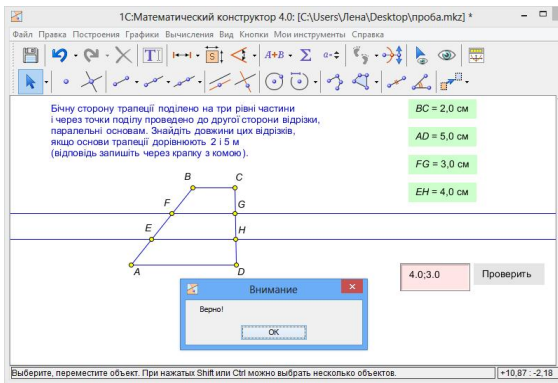 1С:Математический конструктор 4.0: [C:\Users\Лена\Desktop\проба.mkz] *
Файл Правка Построения Графики Вычисления Вид Кнопки Мои инструменты Справка
A+B
Бічну сторону трапеції поділено на три рівні частини
і через точки поділу проведено до другої сторони відрізки,
паралельні основам. Знайдіть довжини цих відрізків,
якщо основи трапеції дорівнюють 2 і 5 м
(відповідь запишіть через крапку з комою).
BC = 2,0 см
AD = 5,0 см
FG = 3,0 см
EH = 4,0 см
B C
F G
E H
A D
4.0;3.0 Проверить
Внимание
Верно!
OK
Выберите, переместите объект. При нажатых Shift или Ctrl можно выбрать несколько объектов. +10,87 : -2,18